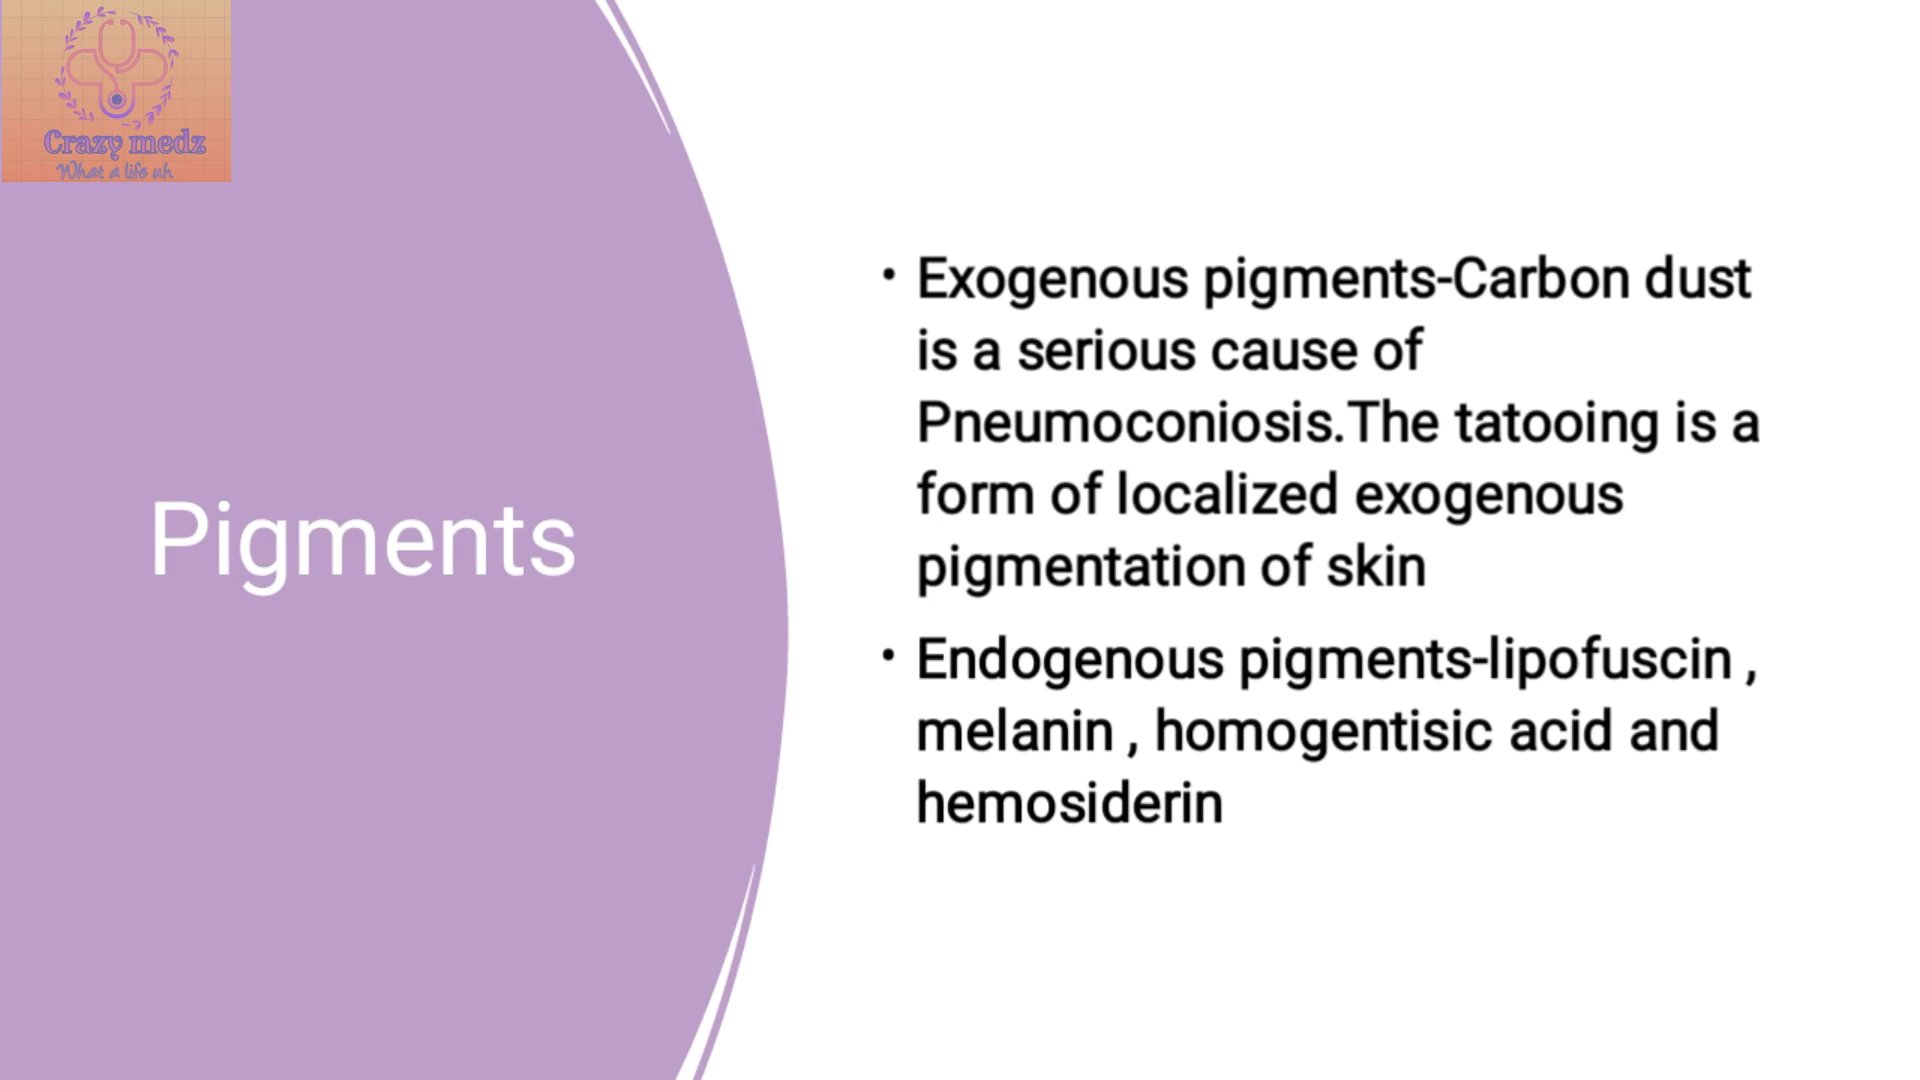 Crazy medz
What a life uh
Pigments
• Exogenous pigments-Carbon dust
is a serious cause of
Pneumoconiosis.The tatooing is a
form of localized exogenous
pigmentation of skin
• Endogenous pigments-lipofuscin ,
melanin , homogentisic acid and
hemosiderin